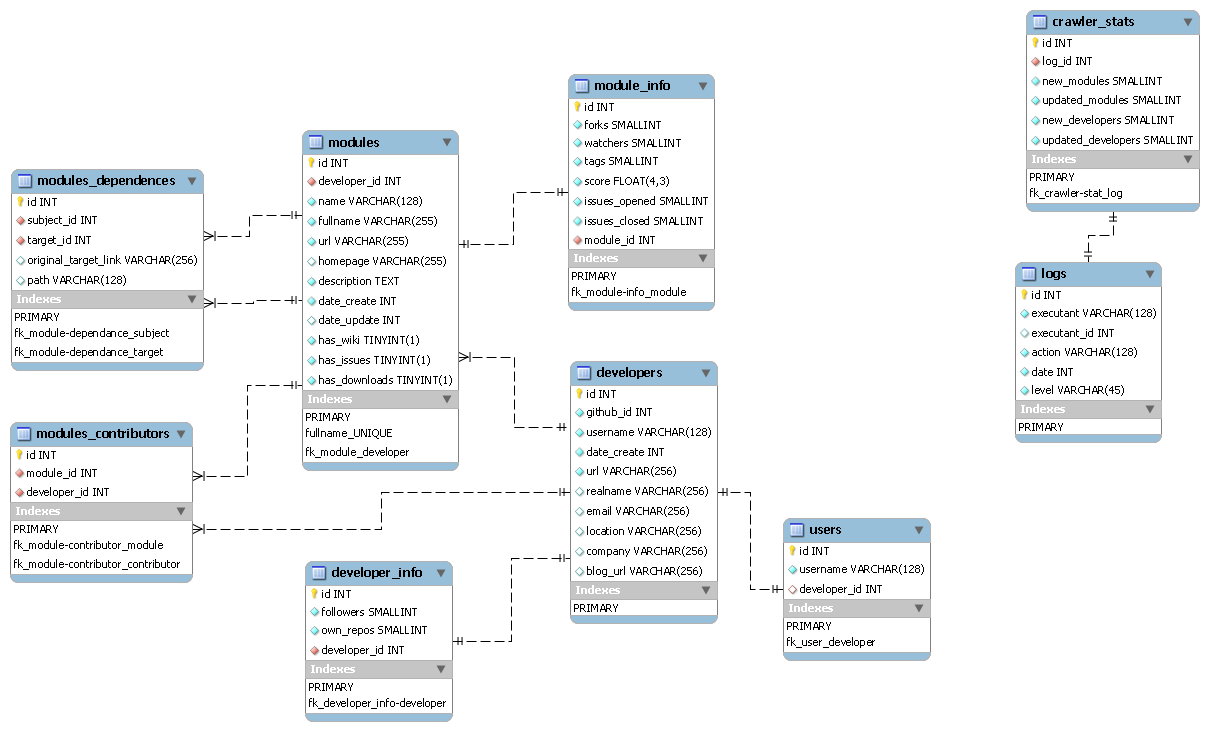 crawler_stats
id INT
log_id INT
new_modules SMALLINT
updated_modules SMALLINT
new_developers SMALLINT
updated_developers SMALLINT
Indexes
PRIMARY
fk_crawler-stat_log
module_info
id INT
forks SMALLINT
watchers SMALLINT
tags SMALLINT
score FLOAT(4,3)
issues_opened SMALLINT
issues_closed SMALLINT
module_id INT
Indexes
PRIMARY
fk_module-info_module
modules
id INT
developer_id INT
name VARCHAR(128)
fullname VARCHAR(255)
url VARCHAR(255)
homepage VARCHAR(255)
description TEXT
date_create INT
date_update INT
has_wiki TINYINT(1)
has_issues TINYINT(1)
has_downloads TINYINT(1)
Indexes
PRIMARY
fullname_UNIQUE
fk_module_developer
modules_dependences
id INT
subject_id INT
target_id INT
original_target_link VARCHAR(256)
path VARCHAR(128)
Indexes
PRIMARY
fk_module-dependance_subject
fk_module-dependance_target
logs
id INT
executant VARCHAR(128)
executant_id INT
action VARCHAR(128)
date INT
level VARCHAR(45)
Indexes
PRIMARY
developers
id INT
github_id INT
username VARCHAR(128)
date_create INT
url VARCHAR(256)
realname VARCHAR(256)
email VARCHAR(256)
location VARCHAR(256)
company VARCHAR(256)
blog_url VARCHAR(256)
Indexes
PRIMARY
modules_contributors
id INT
module_id INT
developer_id INT
Indexes
PRIMARY
fk_module-contributor_module
fk_module-contributor_contributor
users
id INT
username VARCHAR(128)
developer_id INT
Indexes
PRIMARY
fk_user_developer
developer_info
id INT
followers SMALLINT
own_repos SMALLINT
developer_id INT
Indexes
PRIMARY
fk_developer_info-developer